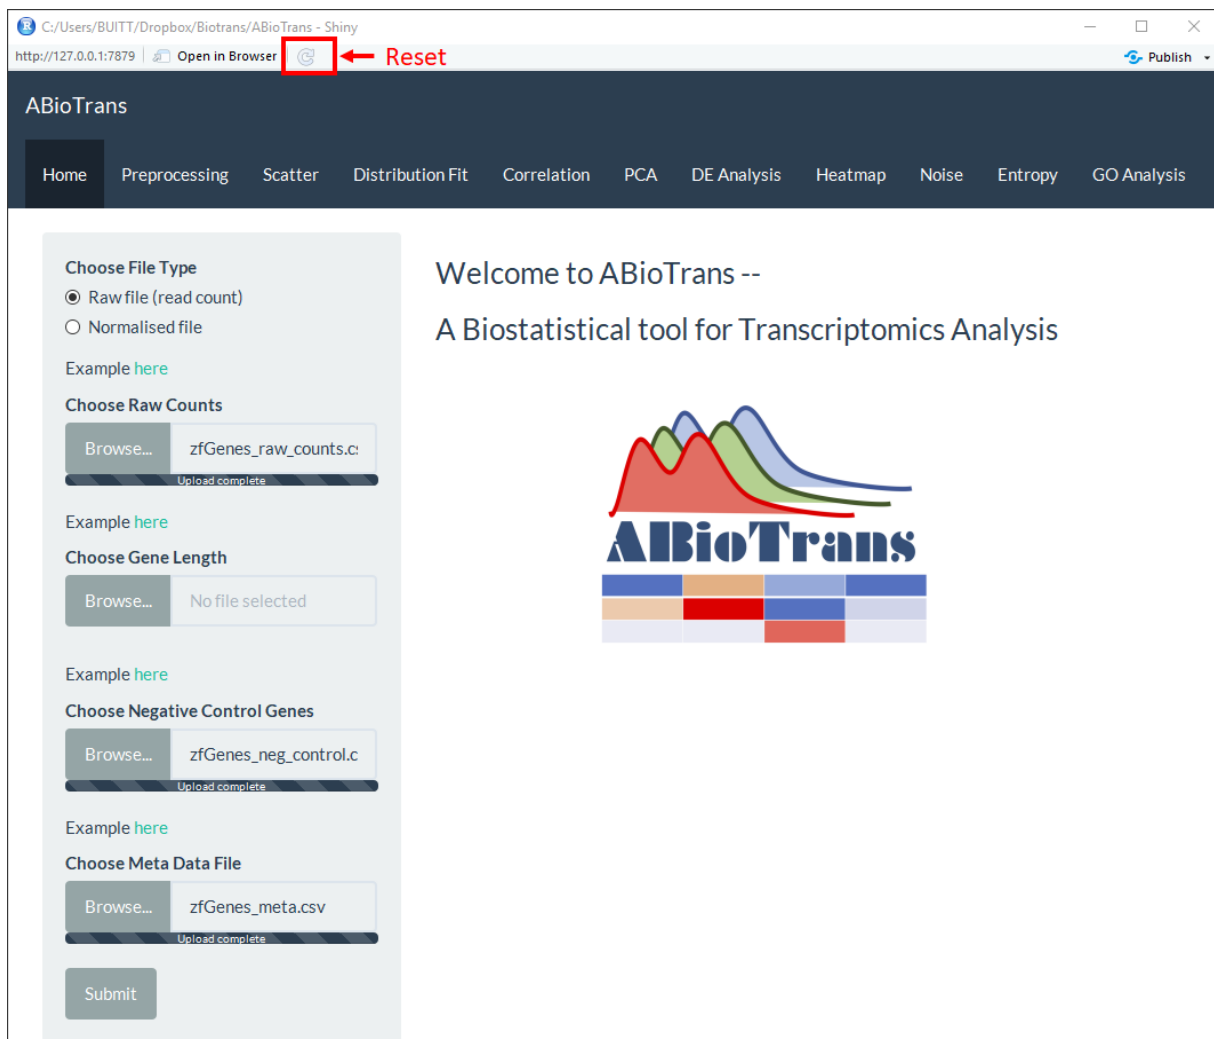 C:/Users/BUITT/Dropbox/Biotrans/ABioTrans - Shiny
http://127.0.0.1:7879 Open in Browser Reset Publish
ABioTrans
Home Preprocessing Scatter Distribution Fit Correlation PCA DE Analysis Heatmap Noise Entropy GO Analysis
Choose File Type
Raw file (read count)
Normalised file
Example here
Choose Raw Counts
Browse... zfGenes_raw_counts.c
Upload complete
Example here
Choose Gene Length
Browse... No file selected
Example here
Choose Negative Control Genes
Browse... zfGenes_neg_control.c
Upload complete
Example here
Choose Meta Data File
Browse... zfGenes_meta.csv
Upload complete
Submit
Welcome to ABioTrans --
A Biostatistical tool for Transcriptomics Analysis
ABioTrans